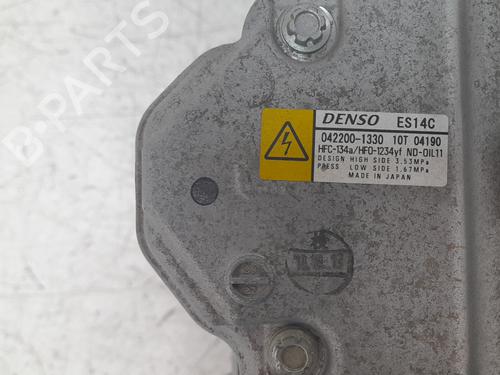 DENSO ES14C
042200-1330 10T 04190
HFC-134a/HFO-1234yf ND-OIL11
DESIGN HIGH SIDE 3.53MPa
PRESS LOW SIDE 1.67MPa
MADE IN JAPAN